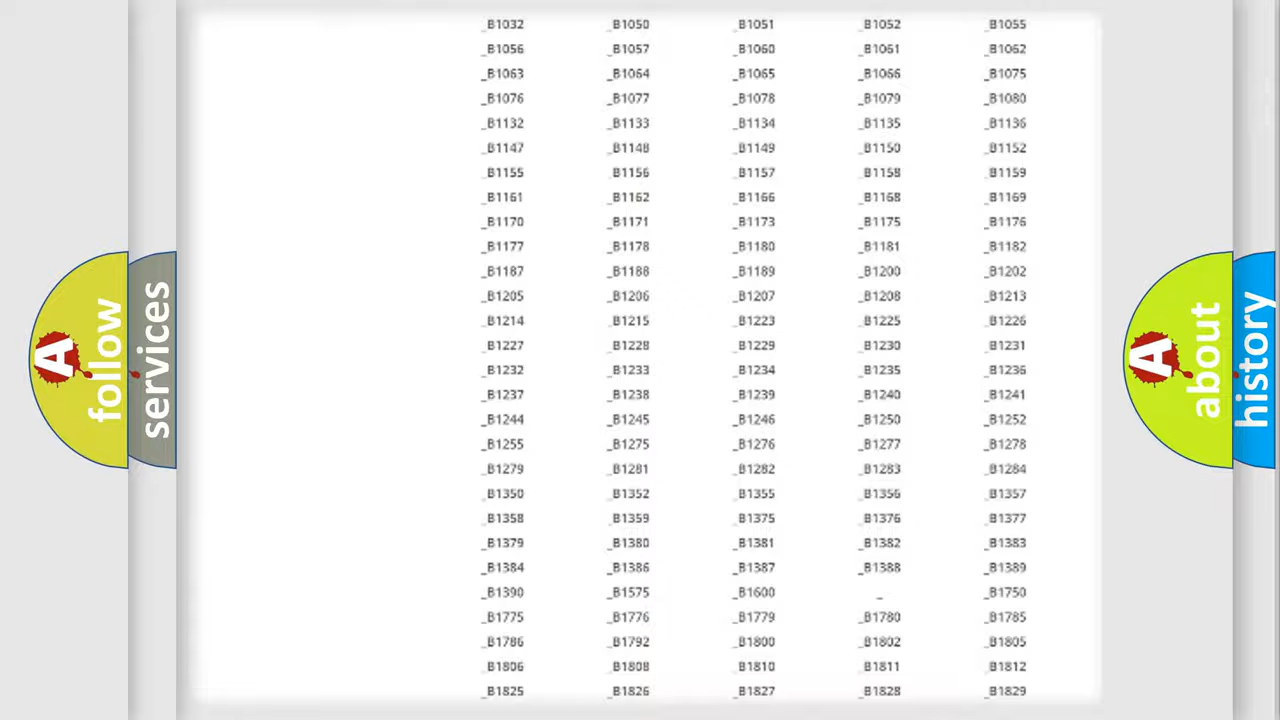 _B1032 _B1050 _B1051 _B1052 _B1055
_B1056 _B1057 _B1060 _B1061 _B1062
_B1063 _B1064 _B1065 _B1066 _B1075
_B1076 _B1077 _B1078 _B1079 _B1080
_B1132 _B1133 _B1134 _B1135 _B1136
_B1147 _B1148 _B1149 _B1150 _B1152
_B1155 _B1156 _B1157 _B1158 _B1159
_B1161 _B1162 _B1166 _B1168 _B1169
_B1170 _B1171 _B1173 _B1175 _B1176
_B1177 _B1178 _B1180 _B1181 _B1182
_B1187 _B1188 _B1189 _B1200 _B1202
_B1205 _B1206 _B1207 _B1208 _B1213
_B1214 _B1215 _B1223 _B1225 _B1226
_B1227 _B1228 _B1229 _B1230 _B1231
_B1232 _B1233 _B1234 _B1235 _B1236
_B1237 _B1238 _B1239 _B1240 _B1241
_B1244 _B1245 _B1246 _B1250 _B1252
_B1255 _B1275 _B1276 _B1277 _B1278
_B1279 _B1281 _B1282 _B1283 _B1284
_B1350 _B1352 _B1355 _B1356 _B1357
_B1358 _B1359 _B1375 _B1376 _B1377
_B1379 _B1380 _B1381 _B1382 _B1383
_B1384 _B1386 _B1387 _B1388 _B1389
_B1390 _B1575 _B1600 _ _B1750
_B1775 _B1776 _B1779 _B1780 _B1785
_B1786 _B1792 _B1800 _B1802 _B1805
_B1806 _B1808 _B1810 _B1811 _B1812
_B1825 _B1826 _B1827 _B1828 _B1829
A
follow
services
A
about
history